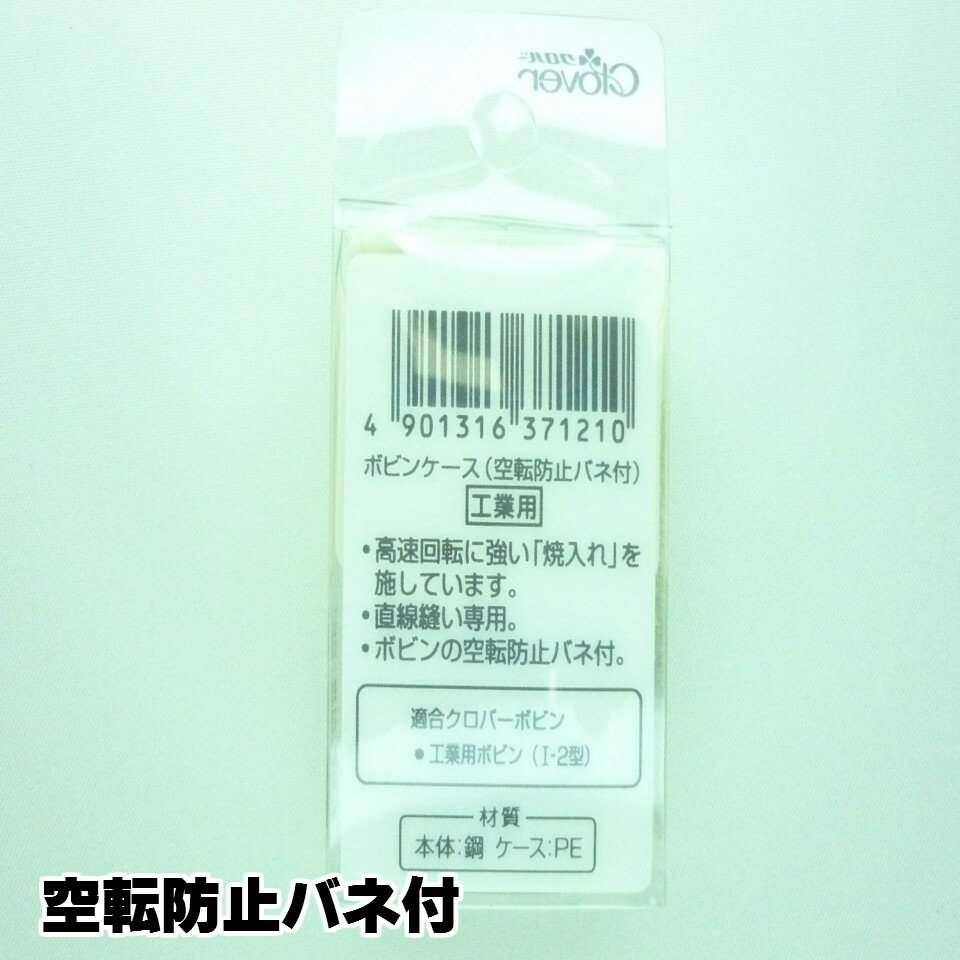 クロバー
Clover
4 901316 371210
ボビンケース(空転防止バネ付)
工業用
・高速回転に強い「焼入れ」を
施しています。
・直線縫い専用。
・ボビンの空転防止バネ付。
適合クロバーボビン
●工業用ボビン(I-2型)
材質
本体:鋼 ケース:PE
空転防止バネ付